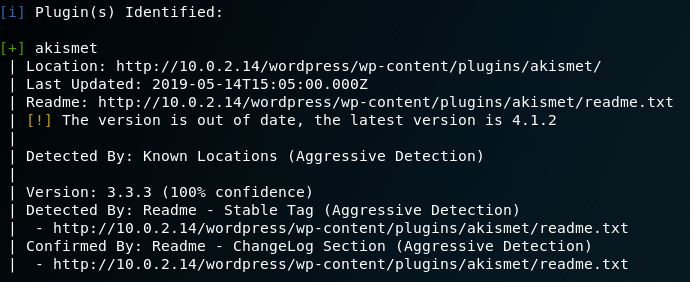 [i] Plugin(s) Identified:

[+] akismet
 | Location: http://10.0.2.14/wordpress/wp-content/plugins/akismet/
 | Last Updated: 2019-05-14T15:05:00.000Z
 | Readme: http://10.0.2.14/wordpress/wp-content/plugins/akismet/readme.txt
 | [!] The version is out of date, the latest version is 4.1.2
 |
 | Detected By: Known Locations (Aggressive Detection)
 |
 | Version: 3.3.3 (100% confidence)
 | Detected By: Readme - Stable Tag (Aggressive Detection)
 |  - http://10.0.2.14/wordpress/wp-content/plugins/akismet/readme.txt
 | Confirmed By: Readme - ChangeLog Section (Aggressive Detection)
 |  - http://10.0.2.14/wordpress/wp-content/plugins/akismet/readme.txt